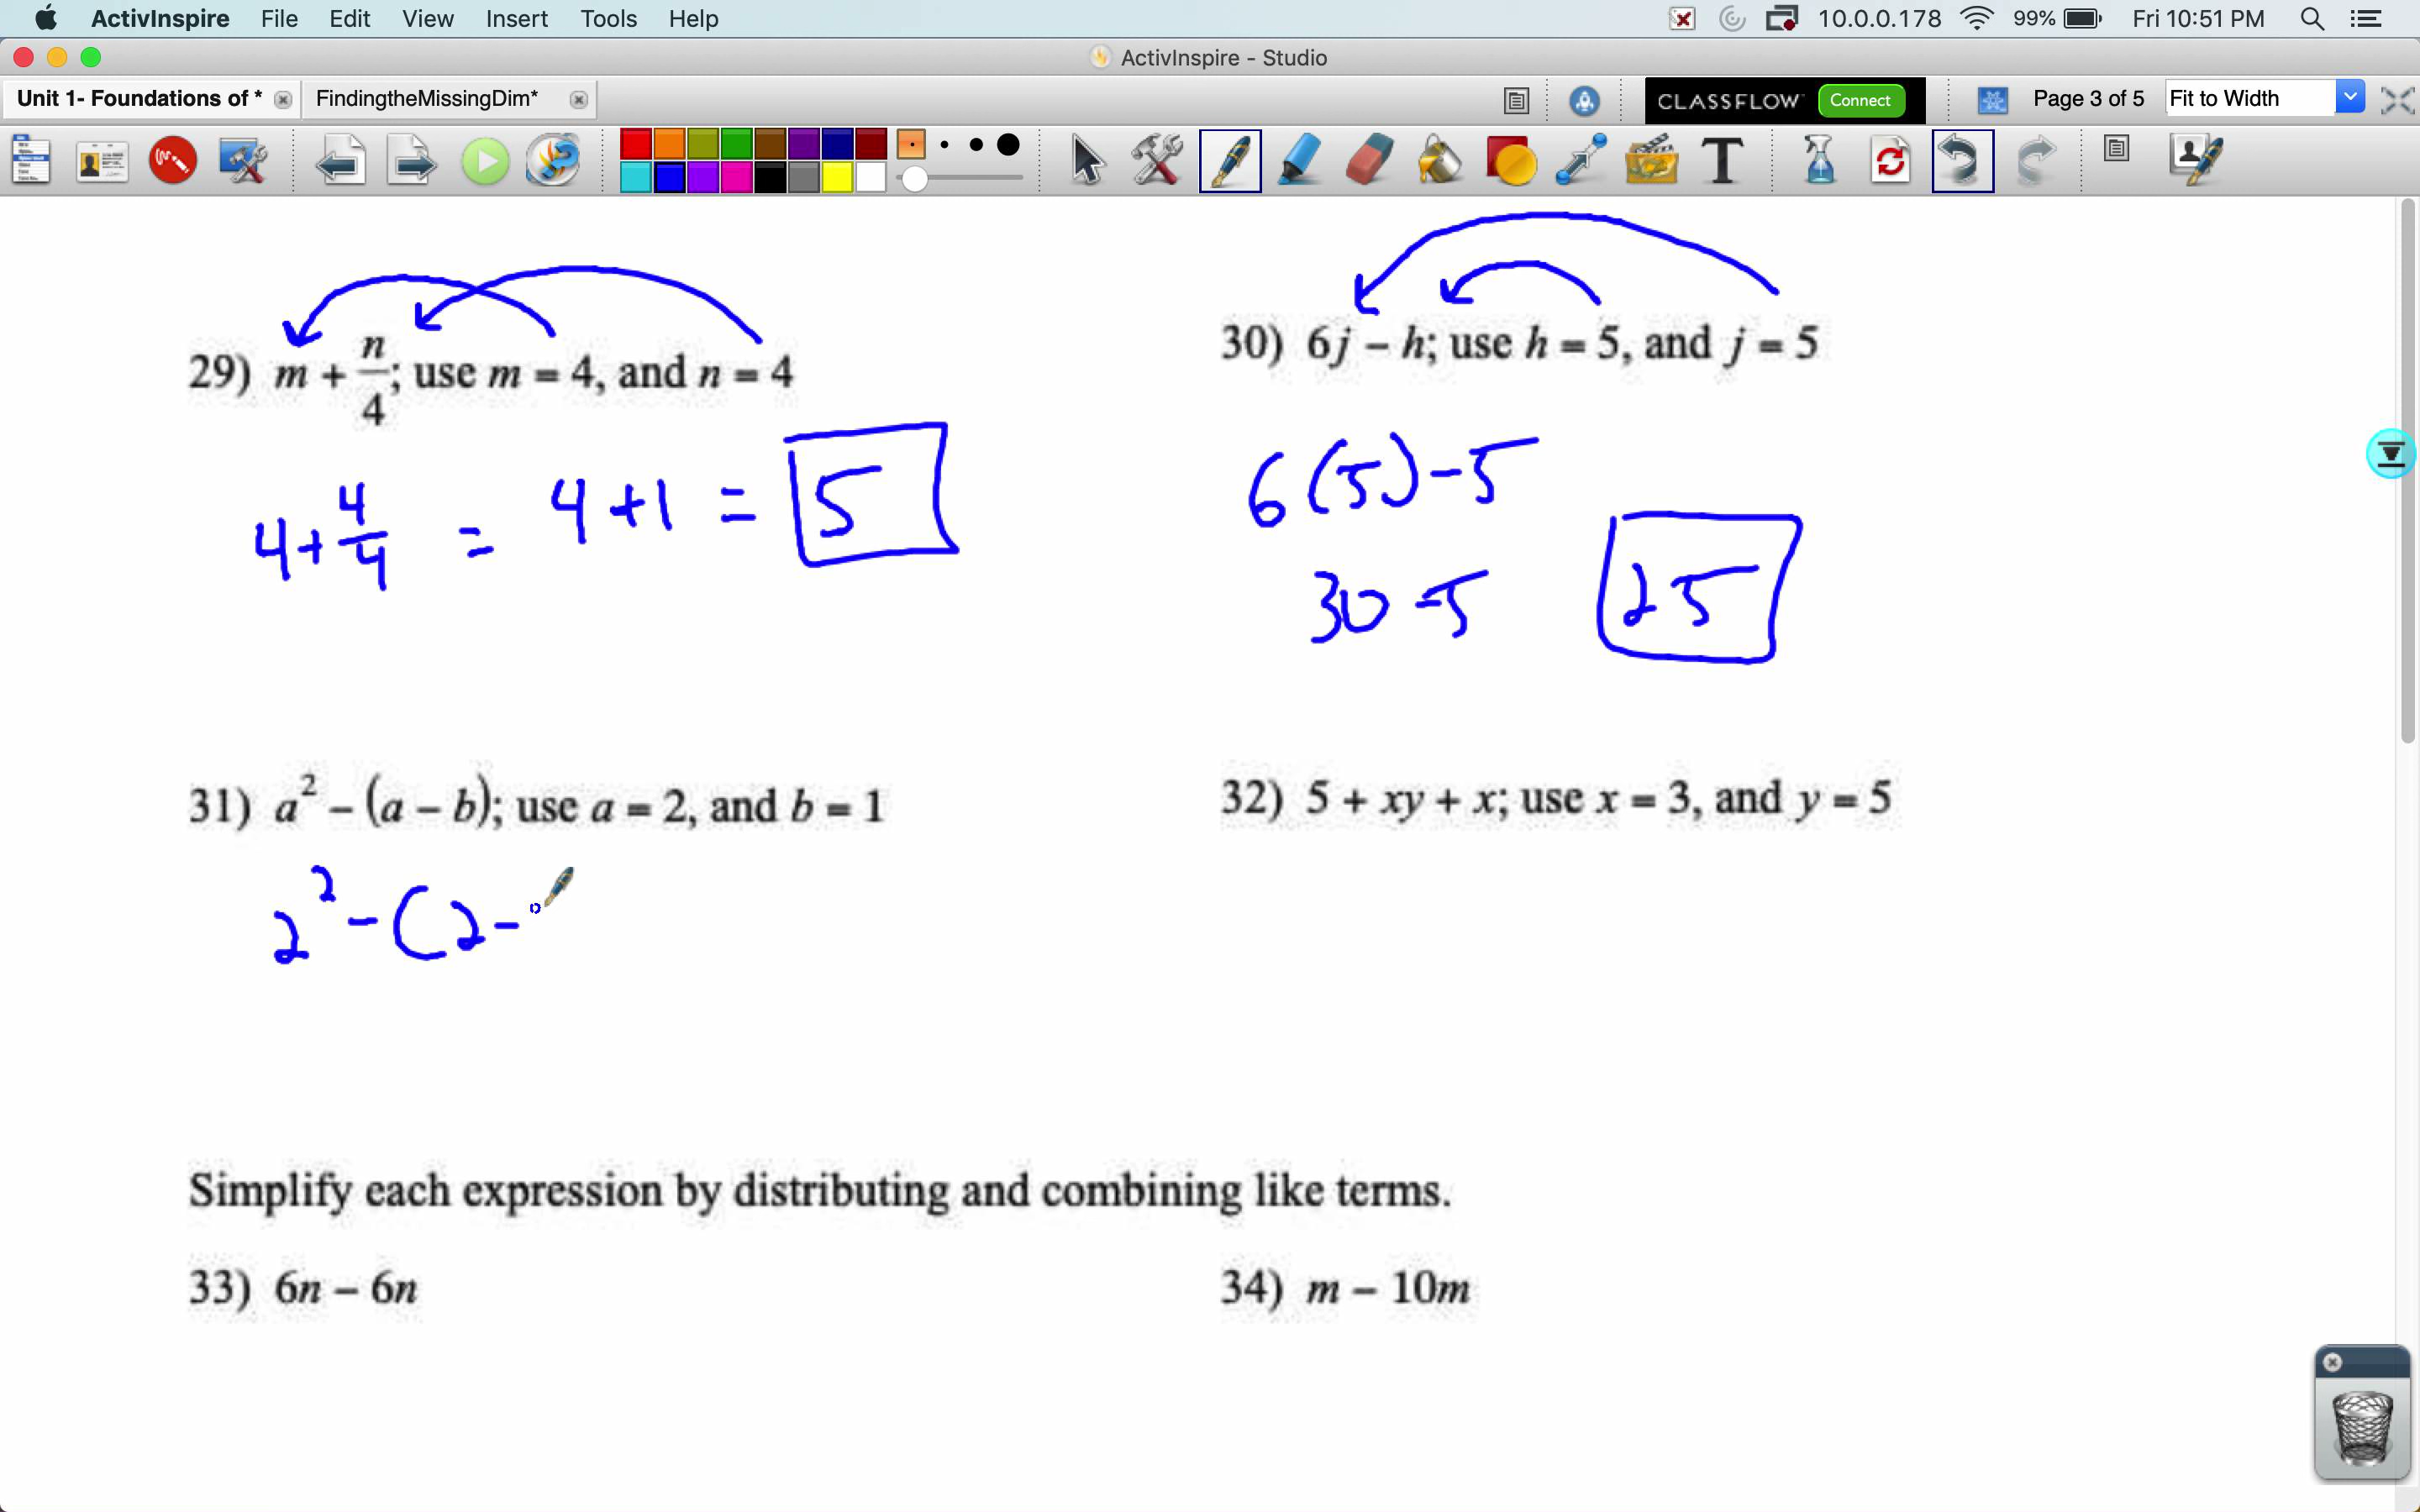 ActivInspire File Edit View Insert Tools Help 10.0.0.178 99% Fri 10:51 PM
ActivInspire - Studio
Unit 1- Foundations of * FindingtheMissingDim* CLASSFLOW Connect Page 3 of 5 Fit to Width
T
29) m + n/4; use m = 4, and n = 4
4 + 4/4 = 4 + 1 = 5
30) 6j – h; use h = 5, and j = 5
6(5) - 5
30 - 5 25
31) a² – (a – b); use a = 2, and b = 1
2² - (2 -
32) 5 + xy + x; use x = 3, and y = 5
Simplify each expression by distributing and combining like terms.
33) 6n – 6n
34) m – 10m